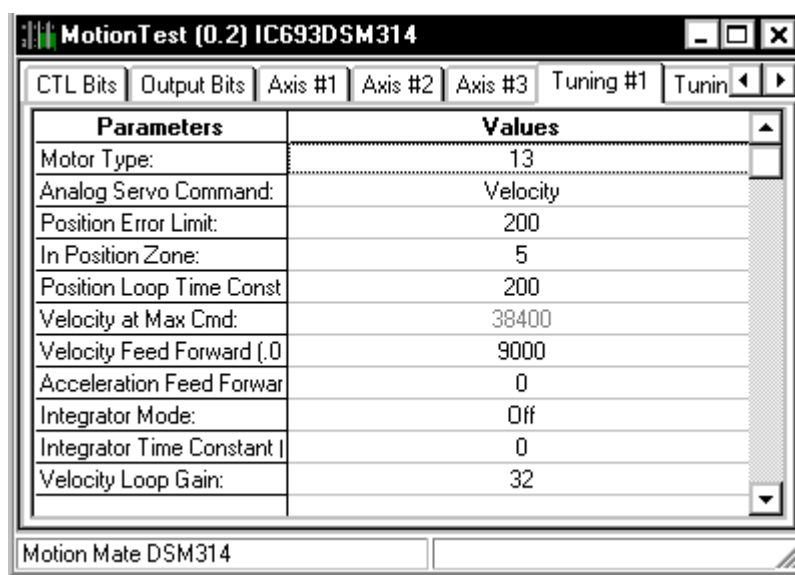 MotionTest (0.2) IC693DSM314
CTL Bits Output Bits Axis #1 Axis #2 Axis #3 Tuning #1 Tunin
Parameters Values
Motor Type: 13
Analog Servo Command: Velocity
Position Error Limit: 200
In Position Zone: 5
Position Loop Time Const 200
Velocity at Max Cmd: 38400
Velocity Feed Forward (.0 9000
Acceleration Feed Forwar 0
Integrator Mode: Off
Integrator Time Constant ( 0
Velocity Loop Gain: 32
Motion Mate DSM314